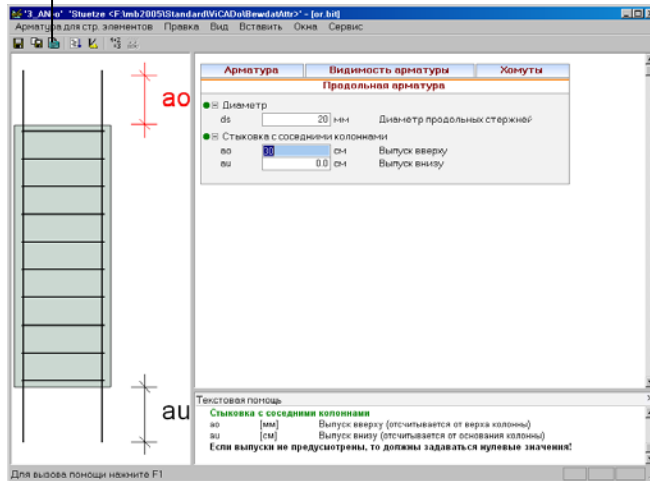 '3_AN-o' 'Stuetze <F:\mb2005\Standard\ViCADo\BewdatAttr>' - [or.bit]
Арматура для стр. элементов Правка Вид Вставить Окна Сервис
ao
au
Арматура Видимость арматуры Хомуты
Продольная арматура
Диаметр
ds 20 мм Диаметр продольных стержней
Стыковка с соседними колоннами
ao 30 см Выпуск вверху
au 0.0 см Выпуск внизу
Текстовая помощь
Стыковка с соседними колоннами
ao [мм] Выпуск вверху (отсчитывается от верха колонны)
au [см] Выпуск внизу (отсчитывается от основания колонны)
Если выпуски не предусмотрены, то должны задаваться нулевые значения!
Для вызова помощи нажмите F1